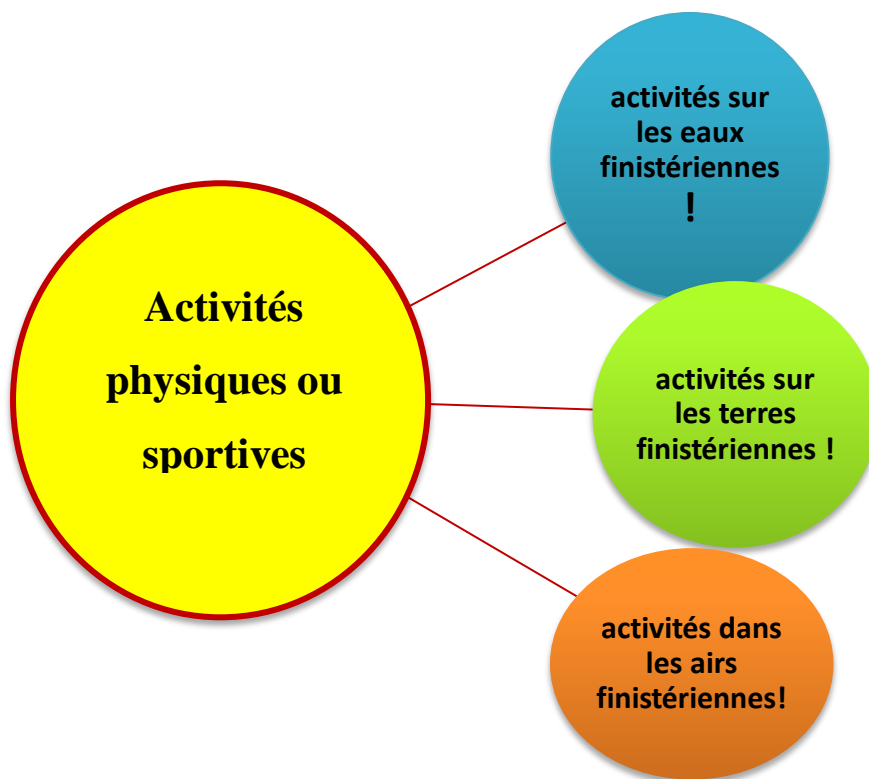 Activités
physiques ou
sportives
activités sur
les eaux
finistériennes
!
activités sur
les terres
finistériennes !
activités dans
les airs
finistériennes!